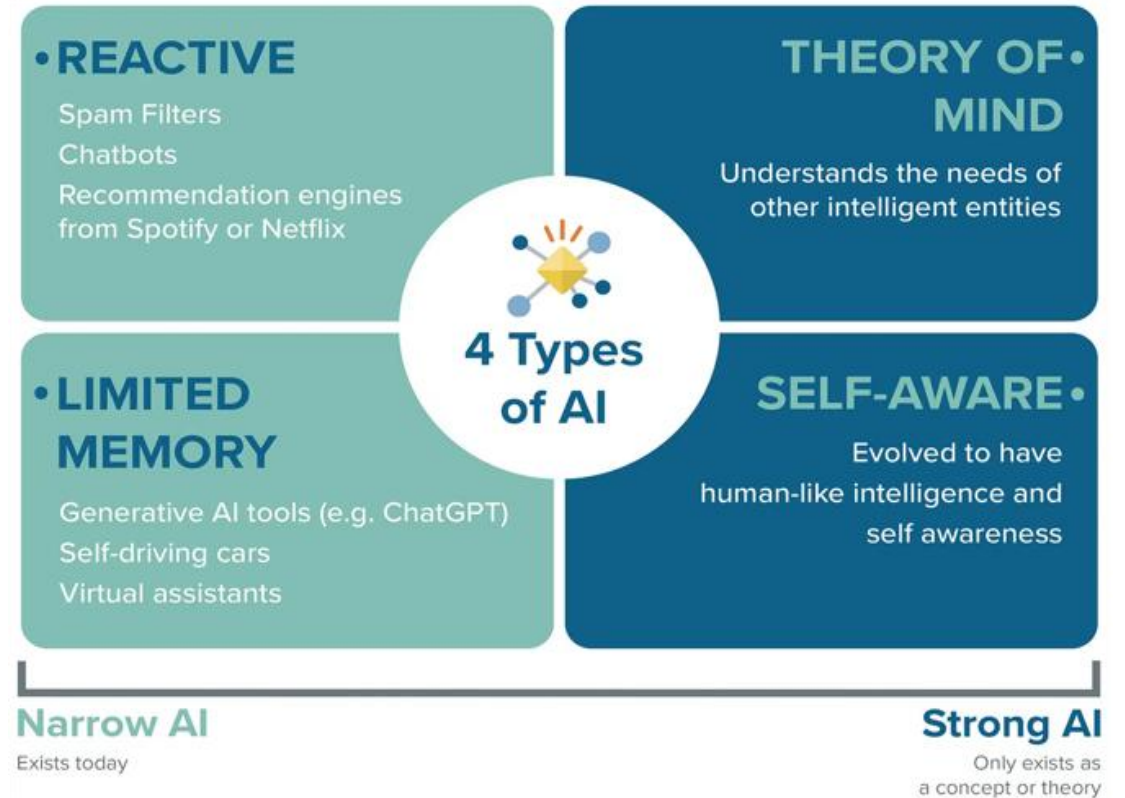 • REACTIVE
Spam Filters
Chatbots
Recommendation engines
from Spotify or Netflix
THEORY OF •
MIND
Understands the needs of
other intelligent entities
4 Types
of AI
• LIMITED
MEMORY
Generative AI tools (e.g. ChatGPT)
Self-driving cars
Virtual assistants
SELF-AWARE •
Evolved to have
human-like intelligence and
self awareness
Narrow AI
Exists today
Strong AI
Only exists as
a concept or theory